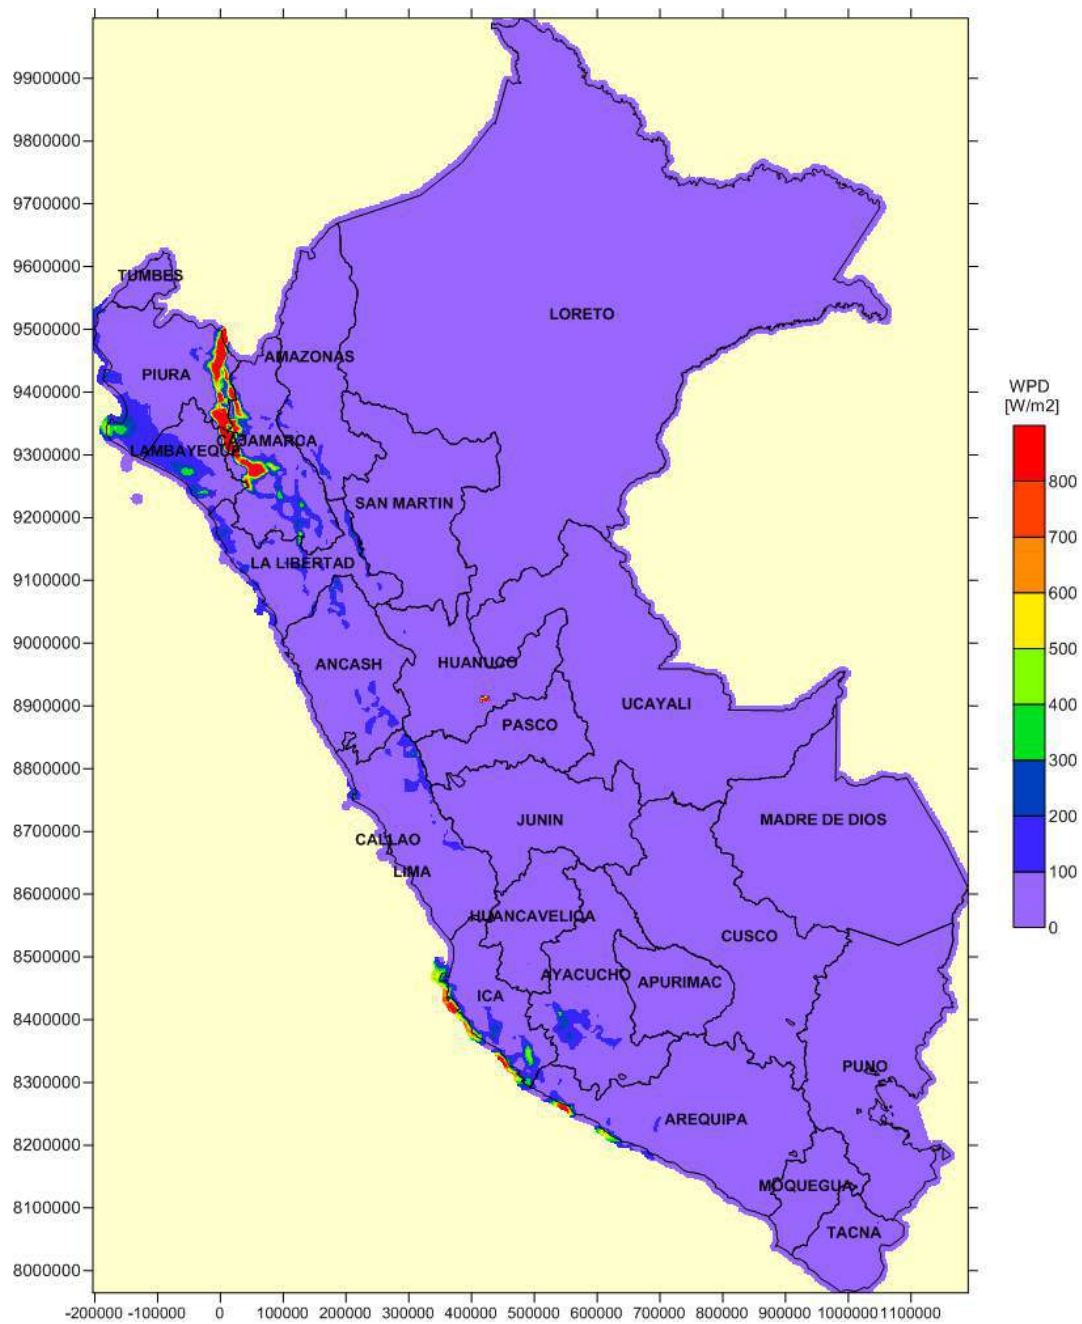 9900000
9800000
9700000
9600000
9500000
9400000
9300000
9200000
9100000
9000000
8900000
8800000
8700000
8600000
8500000
8400000
8300000
8200000
8100000
8000000
TUMBES
LORETO
AMAZONAS
PIURA
CAJAMARCA
LAMBAYEQUE
SAN MARTIN
LA LIBERTAD
ANCASH
HUANUCO
UCAYALI
PASCO
JUNIN
MADRE DE DIOS
CALLAO
LIMA
HUANCAVELICA
CUSCO
AYACUCHO
APURIMAC
ICA
PUNO
AREQUIPA
MOQUEGUA
TACNA
-200000 -100000 0 100000 200000 300000 400000 500000 600000 700000 800000 900000 1000000 1100000
WPD
[W/m2]
800
700
600
500
400
300
200
100
0